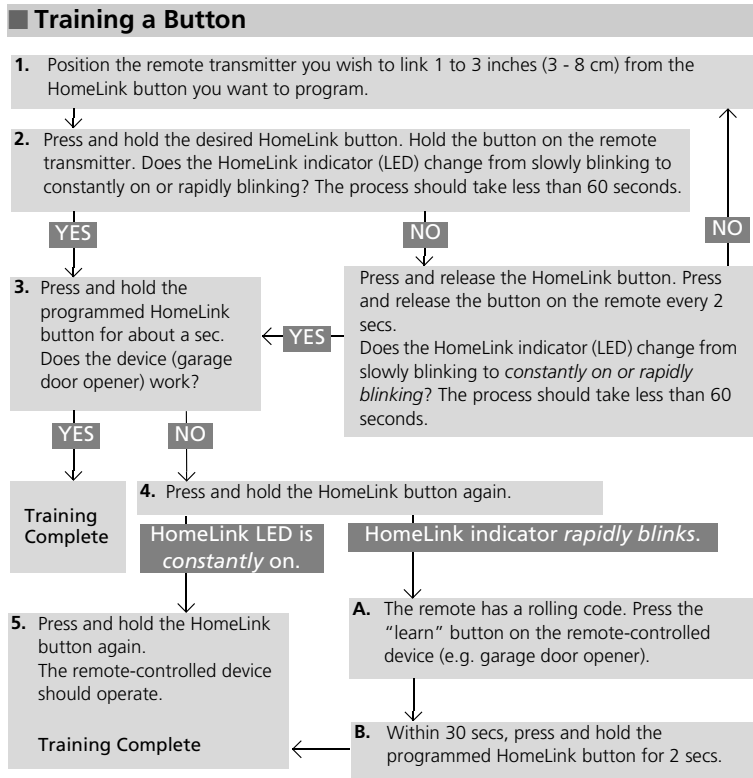 Training a Button
1. Position the remote transmitter you wish to link 1 to 3 inches (3 - 8 cm) from the
HomeLink button you want to program.
2. Press and hold the desired HomeLink button. Hold the button on the remote
transmitter. Does the HomeLink indicator (LED) change from slowly blinking to
constantly on or rapidly blinking? The process should take less than 60 seconds.
YES
NO
NO
3. Press and hold the
programmed HomeLink
button for about a sec.
Does the device (garage
door opener) work?
YES
Press and release the HomeLink button. Press
and release the button on the remote every 2
secs.
Does the HomeLink indicator (LED) change from
slowly blinking to constantly on or rapidly
blinking? The process should take less than 60
seconds.
YES
NO
Training
Complete
4. Press and hold the HomeLink button again.
HomeLink LED is
constantly on.
HomeLink indicator rapidly blinks.
5. Press and hold the HomeLink
button again.
The remote-controlled device
should operate.
Training Complete
A. The remote has a rolling code. Press the
“learn” button on the remote-controlled
device (e.g. garage door opener).
B. Within 30 secs, press and hold the
programmed HomeLink button for 2 secs.